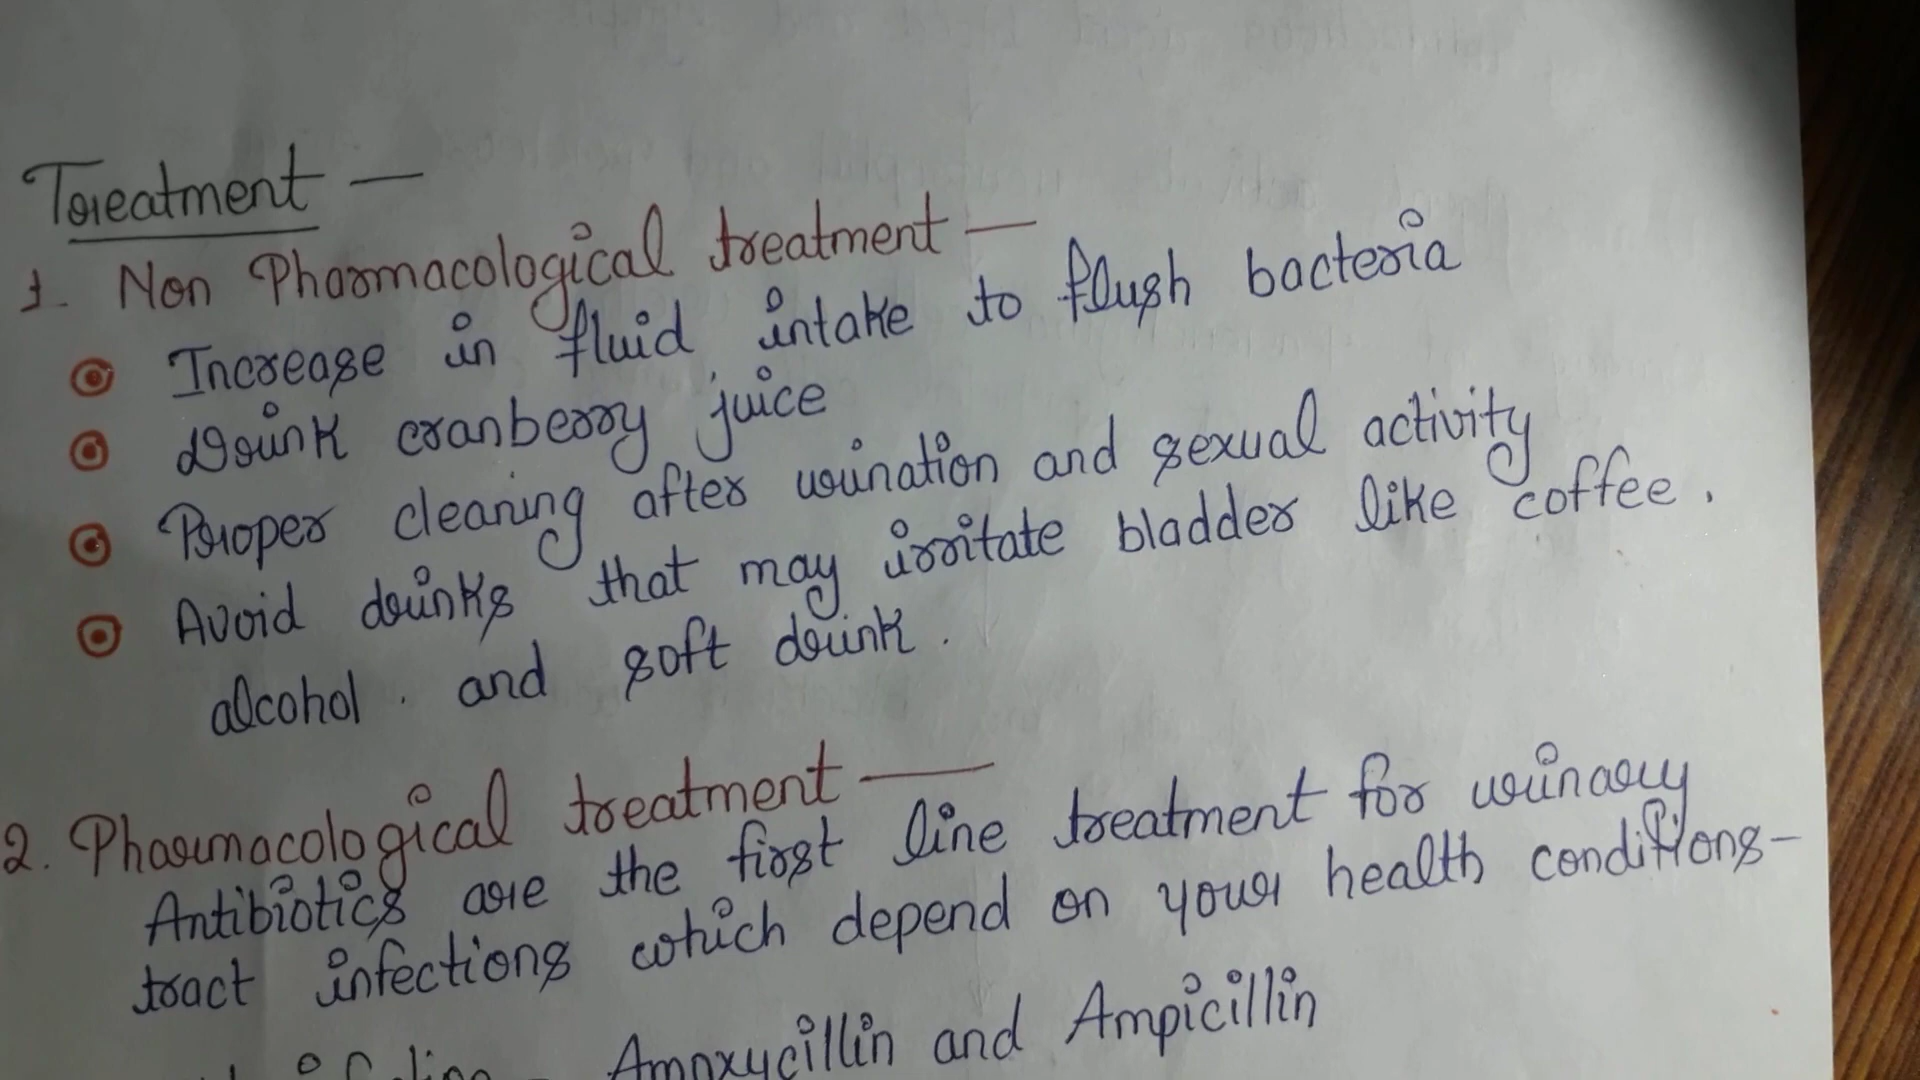 Treatment —
1. Non Pharmacological treatment —
Increase in fluid intake to flush bacteria
Drink cranberry juice
Proper cleaning after urination and sexual activity
Avoid drinks that may irritate bladder like coffee.
alcohol. and soft drink.
2. Pharmacological treatment —
Antibiotics are the first line treatment for urinary
tract infections which depend on your health conditions-
Amoxycillin and Ampicillin